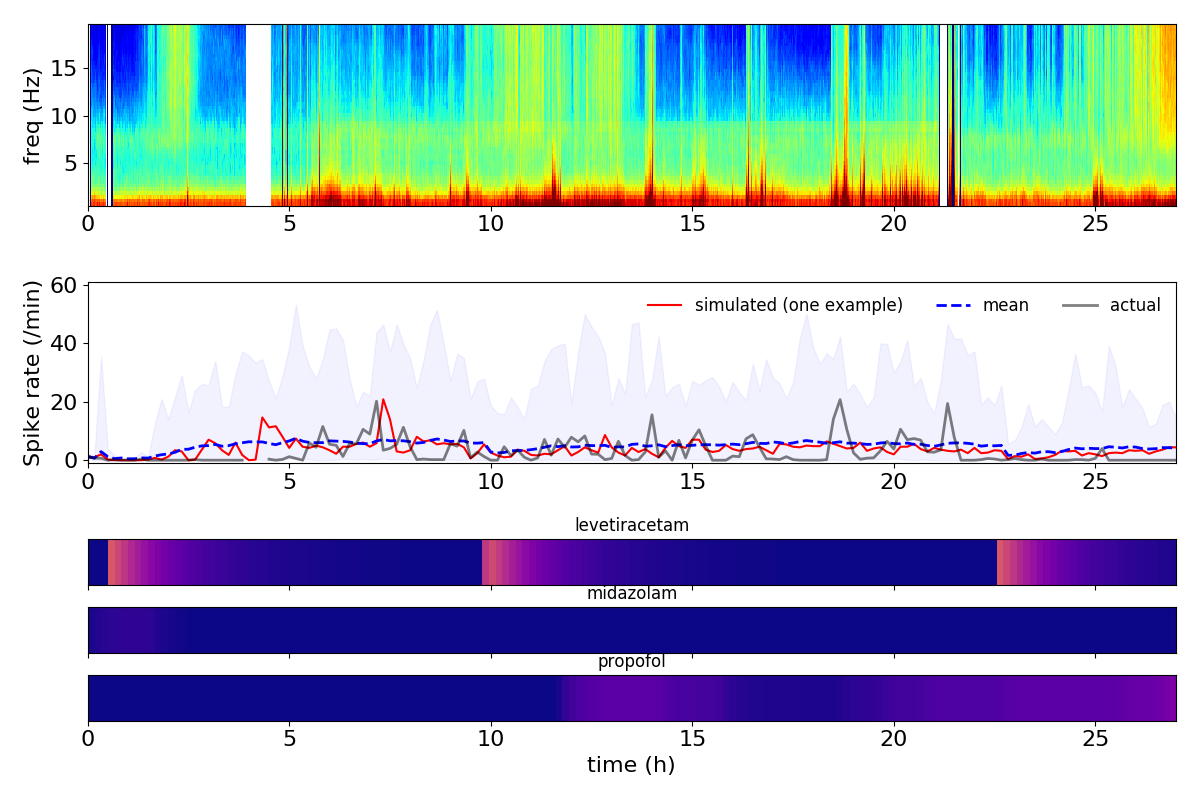 freq (Hz)
15
10
5
0 5 10 15 20 25
Spike rate (/min)
60
40
20
0
simulated (one example) mean actual
0 5 10 15 20 25
levetiracetam
midazolam
propofol
0 5 10 15 20 25
time (h)